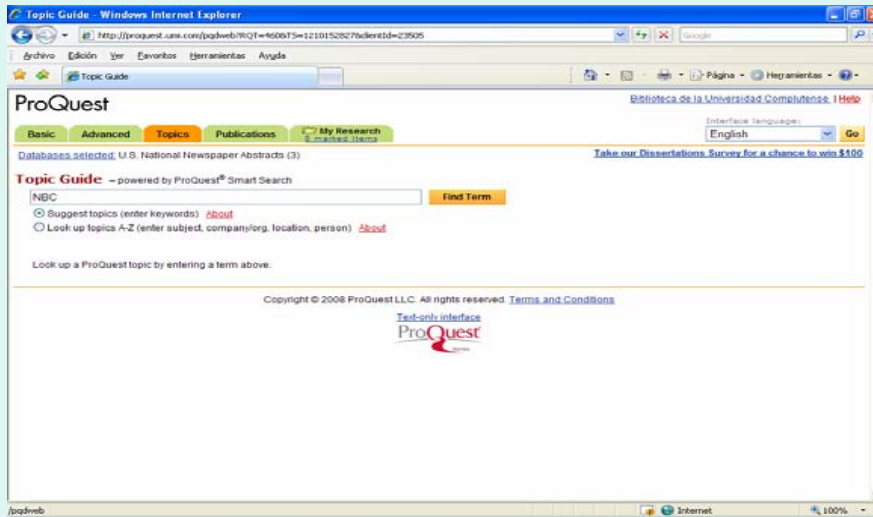 Topic Guide - Windows Internet Explorer
http://proquest.umi.com/pqdweb?RQT=460&TS=1210152827&clientId=23505
Google
Archivo Edición Ver Favoritos Herramientas Ayuda
Topic Guide Página Herramientas
ProQuest Biblioteca de la Universidad Complutense | Help
Interface language:
Basic Advanced Topics Publications My Research
0 marked items
English Go
Databases selected: U.S. National Newspaper Abstracts (3) Take our Dissertations Survey for a chance to win $100
Topic Guide – powered by ProQuest® Smart Search
NBC Find Term
Suggest topics (enter keywords) About
Look up topics A-Z (enter subject, company/org, location, person) About
Look up a ProQuest topic by entering a term above.
Copyright © 2008 ProQuest LLC. All rights reserved. Terms and Conditions
Text-only interface
ProQuest
/pqdweb Internet 100%